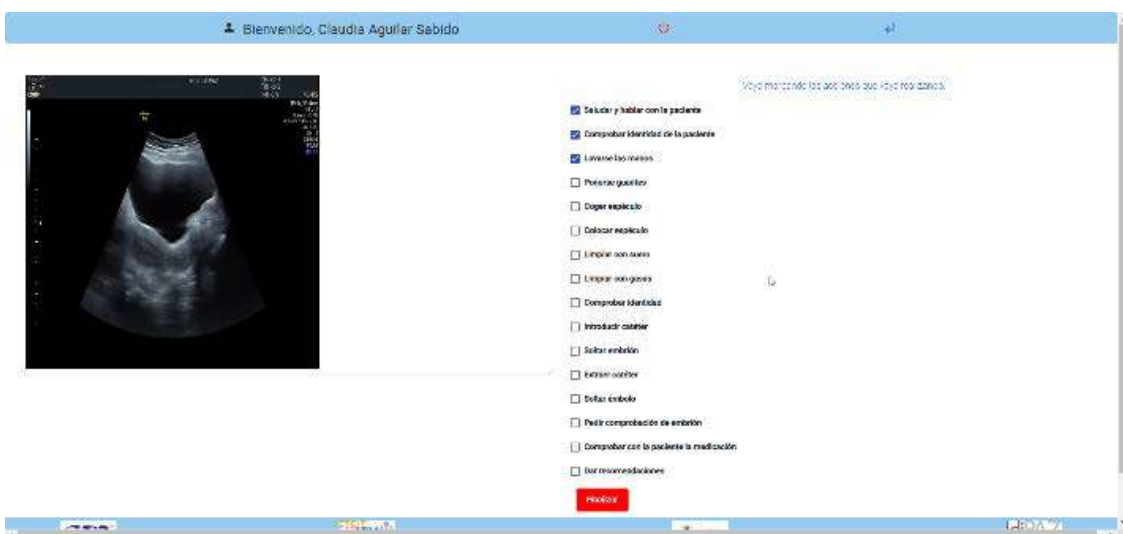 Bienvenido, Claudia Aguilar Sabido
Vaya marcando las acciones que vaya realizando.
Saludar y hablar con la paciente
Comprobar identidad de la paciente
Lavarse las manos
Ponerse guantes
Coger espéculo
Colocar espéculo
Limpiar con suero
Limpiar con gasas
Comprobar identidad
Introducir catéter
Soltar embrión
Extraer catéter
Soltar émbolo
Pedir comprobación de embrión
Comprobar con la paciente la medicación
Dar recomendaciones
Finalizar